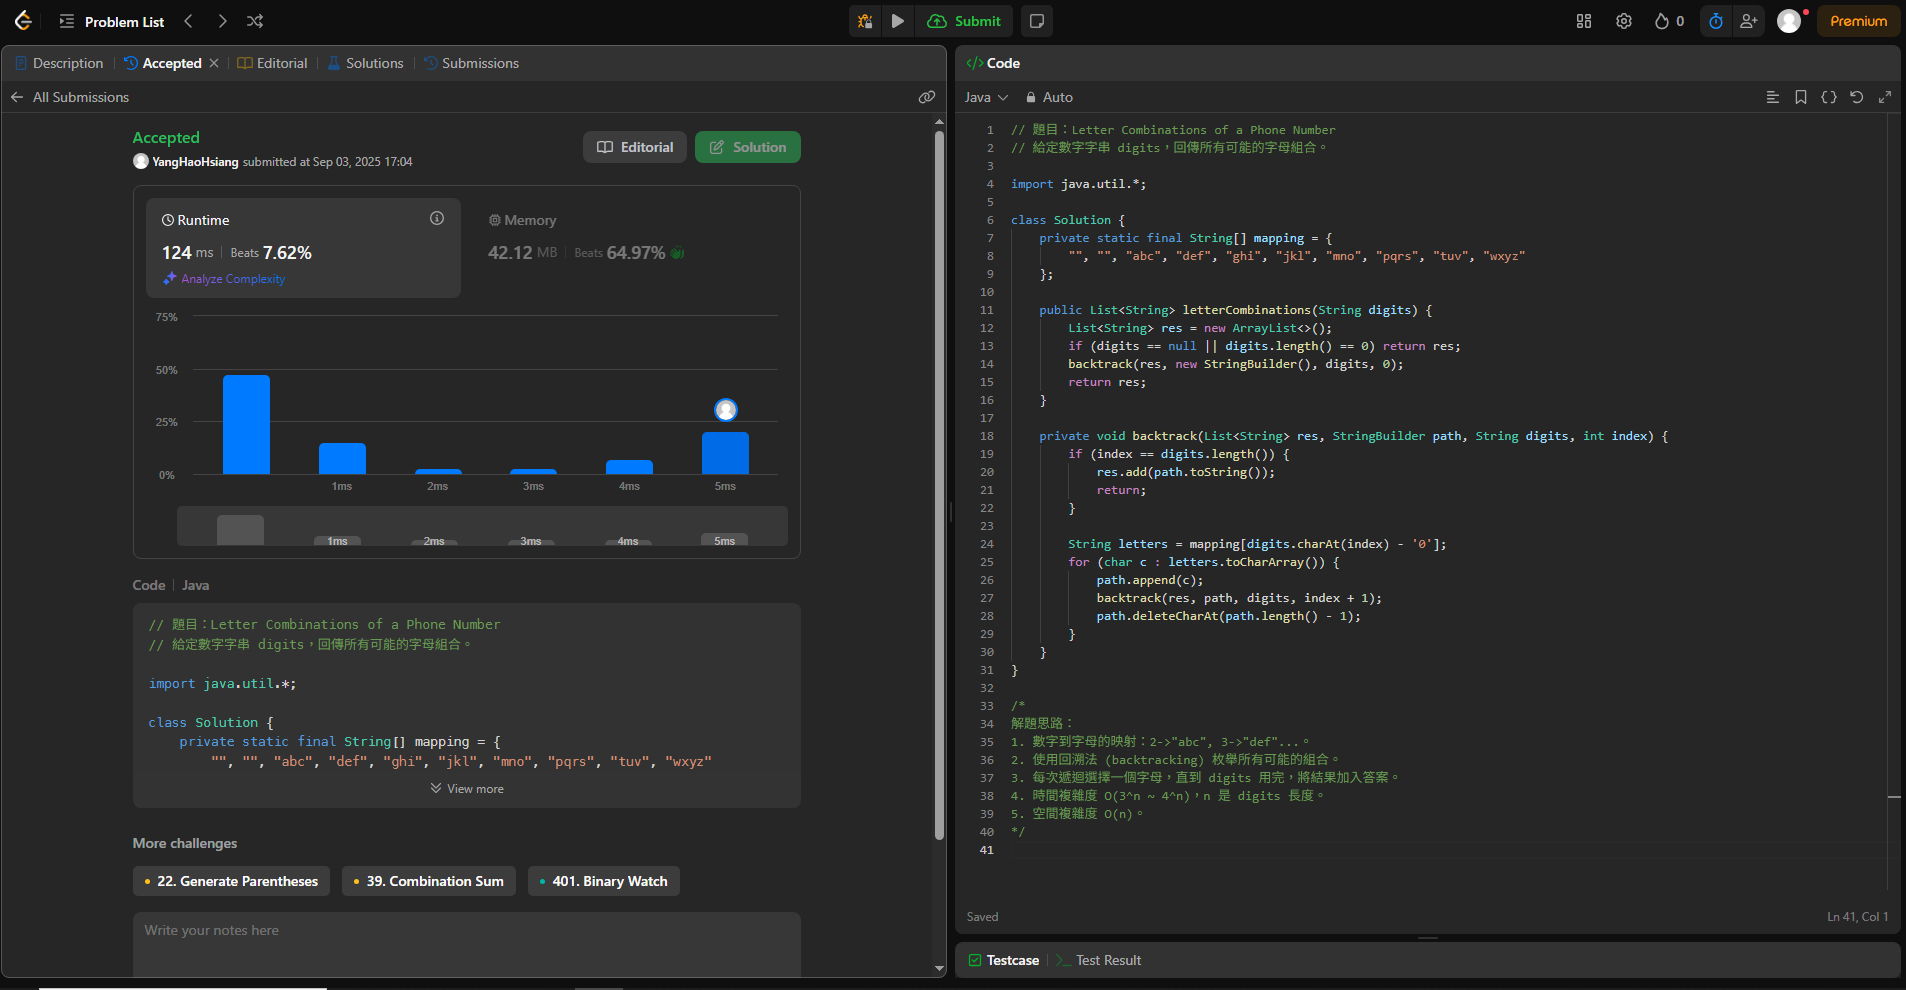 Problem List
Submit
0
Premium
Description
Accepted
Editorial
Solutions
Submissions
All Submissions
Accepted
YangHaoHsiang submitted at Sep 03, 2025 17:04
Editorial
Solution
Runtime
124 ms | Beats 7.62%
Analyze Complexity
Memory
42.12 MB | Beats 64.97%
75%
50%
25%
0%
1ms 2ms 3ms 4ms 5ms
1ms 2ms 3ms 4ms 5ms
Code | Java
// 題目：Letter Combinations of a Phone Number
// 給定數字字串 digits，回傳所有可能的字母組合。
import java.util.*;
class Solution {
private static final String[] mapping = {
"", "", "abc", "def", "ghi", "jkl", "mno", "pqrs", "tuv", "wxyz"
View more
More challenges
22. Generate Parentheses
39. Combination Sum
401. Binary Watch
Write your notes here
</> Code
Java
Auto
1 // 題目：Letter Combinations of a Phone Number
2 // 給定數字字串 digits，回傳所有可能的字母組合。
3
4 import java.util.*;
5
6 class Solution {
7 private static final String[] mapping = {
8 "", "", "abc", "def", "ghi", "jkl", "mno", "pqrs", "tuv", "wxyz"
9 };
10
11 public List<String> letterCombinations(String digits) {
12 List<String> res = new ArrayList<>();
13 if (digits == null || digits.length() == 0) return res;
14 backtrack(res, new StringBuilder(), digits, 0);
15 return res;
16 }
17
18 private void backtrack(List<String> res, StringBuilder path, String digits, int index) {
19 if (index == digits.length()) {
20 res.add(path.toString());
21 return;
22 }
23
24 String letters = mapping[digits.charAt(index) - '0'];
25 for (char c : letters.toCharArray()) {
26 path.append(c);
27 backtrack(res, path, digits, index + 1);
28 path.deleteCharAt(path.length() - 1);
29 }
30 }
31 }
32
33 /*
34 解題思路：
35 1. 數字到字母的映射：2->"abc", 3->"def"...。
36 2. 使用回溯法 (backtracking) 枚舉所有可能的組合。
37 3. 每次遞迴選擇一個字母，直到 digits 用完，將結果加入答案。
38 4. 時間複雜度 O(3^n ~ 4^n)，n 是 digits 長度。
39 5. 空間複雜度 O(n)。
40 */
41
Saved
Ln 41, Col 1
Testcase
Test Result